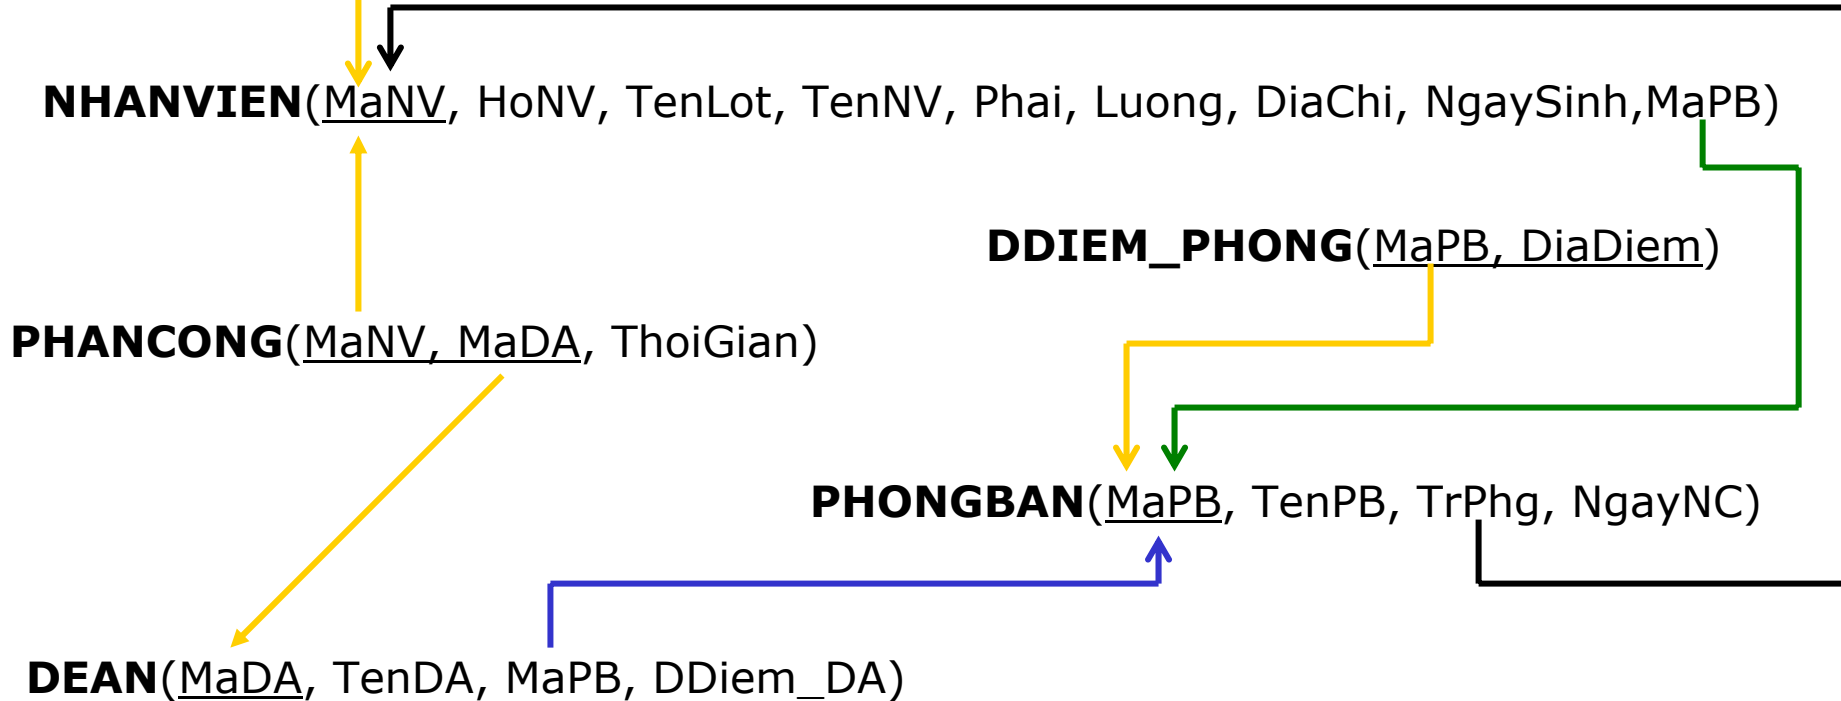 NHANVIEN(MaNV, HoNV, TenLot, TenNV, Phai, Luong, DiaChi, NgaySinh,MaPB)
DDIEM_PHONG(MaPB, DiaDiem)
PHANCONG(MaNV, MaDA, ThoiGian)
PHONGBAN(MaPB, TenPB, TrPhg, NgayNC)
DEAN(MaDA, TenDA, MaPB, DDiem_DA)